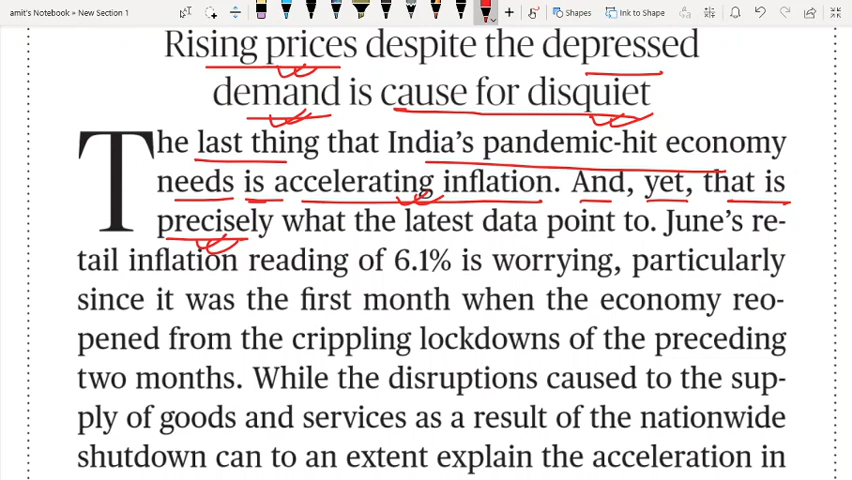 amit's Notebook » New Section 1
Shapes
Ink to Shape
Rising prices despite the depressed
demand is cause for disquiet
The last thing that India's pandemic-hit economy
needs is accelerating inflation. And, yet, that is
precisely what the latest data point to. June's re-
tail inflation reading of 6.1% is worrying, particularly
since it was the first month when the economy reo-
pened from the crippling lockdowns of the preceding
two months. While the disruptions caused to the sup-
ply of goods and services as a result of the nationwide
shutdown can to an extent explain the acceleration in